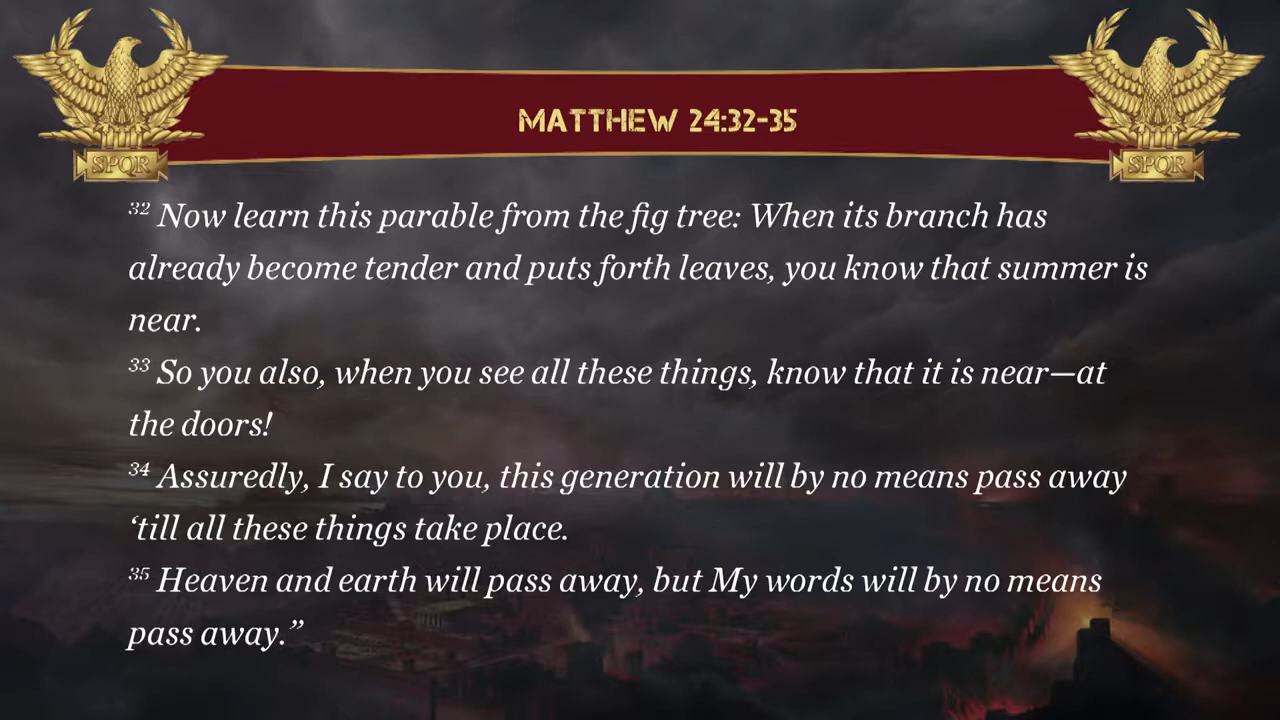 MATTHEW 24:32-35
SPQR
SPQR
32 Now learn this parable from the fig tree: When its branch has
already become tender and puts forth leaves, you know that summer is
near.
33 So you also, when you see all these things, know that it is near—at
the doors!
34 Assuredly, I say to you, this generation will by no means pass away
‘till all these things take place.
35 Heaven and earth will pass away, but My words will by no means
pass away.”